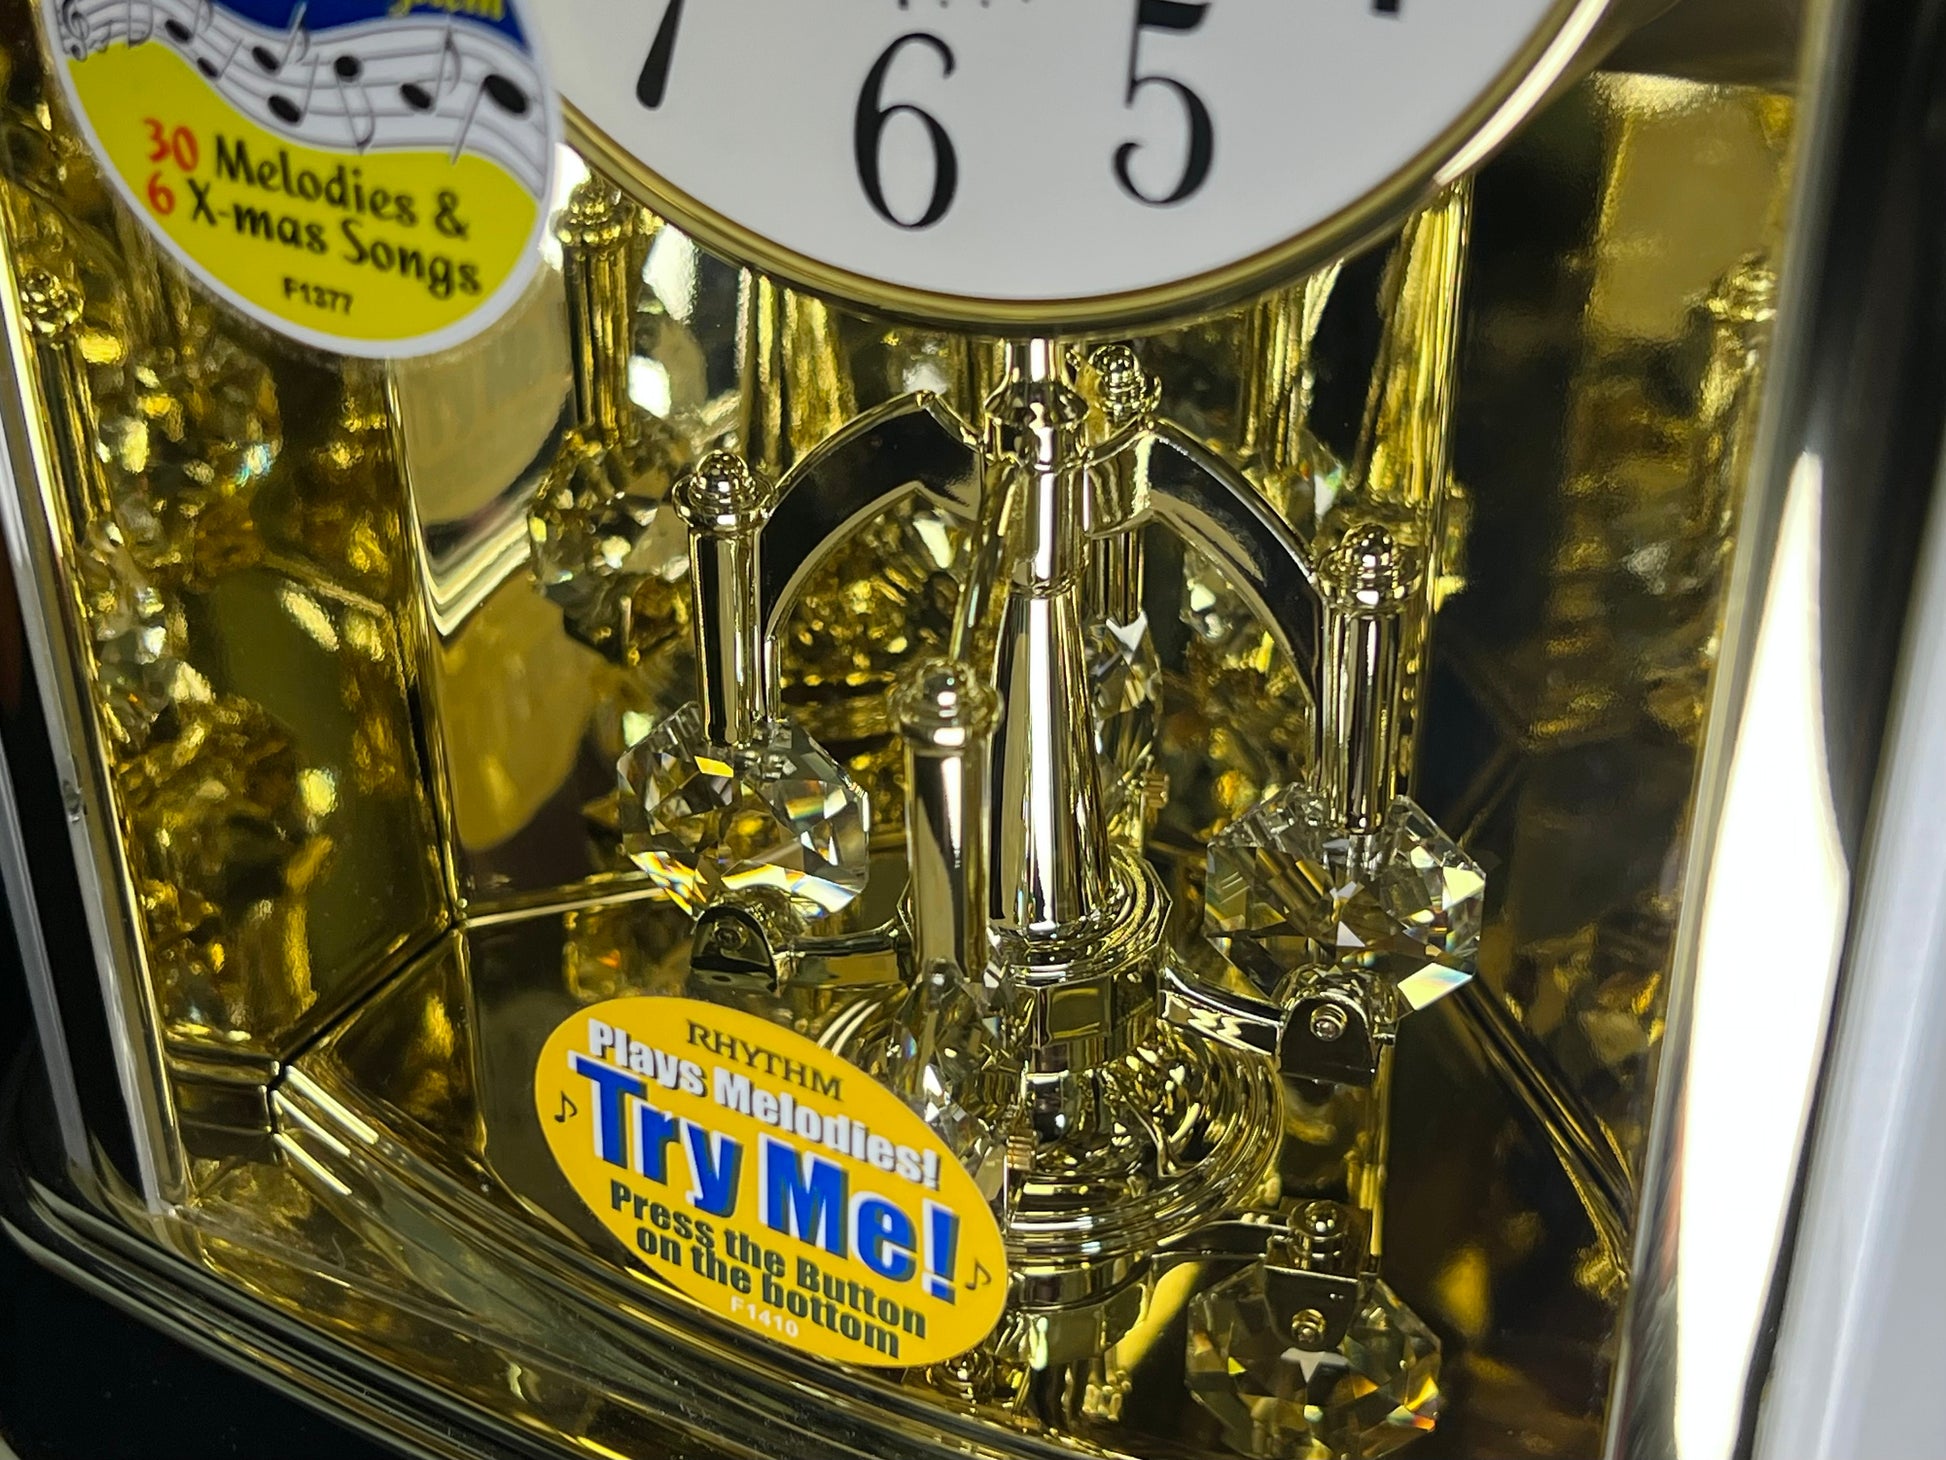 30 Melodies &
6 X-mas Songs
F1377
7 6 5
RHYTHM
Plays Melodies!
Try Me!
Press the Button
on the bottom
F1410